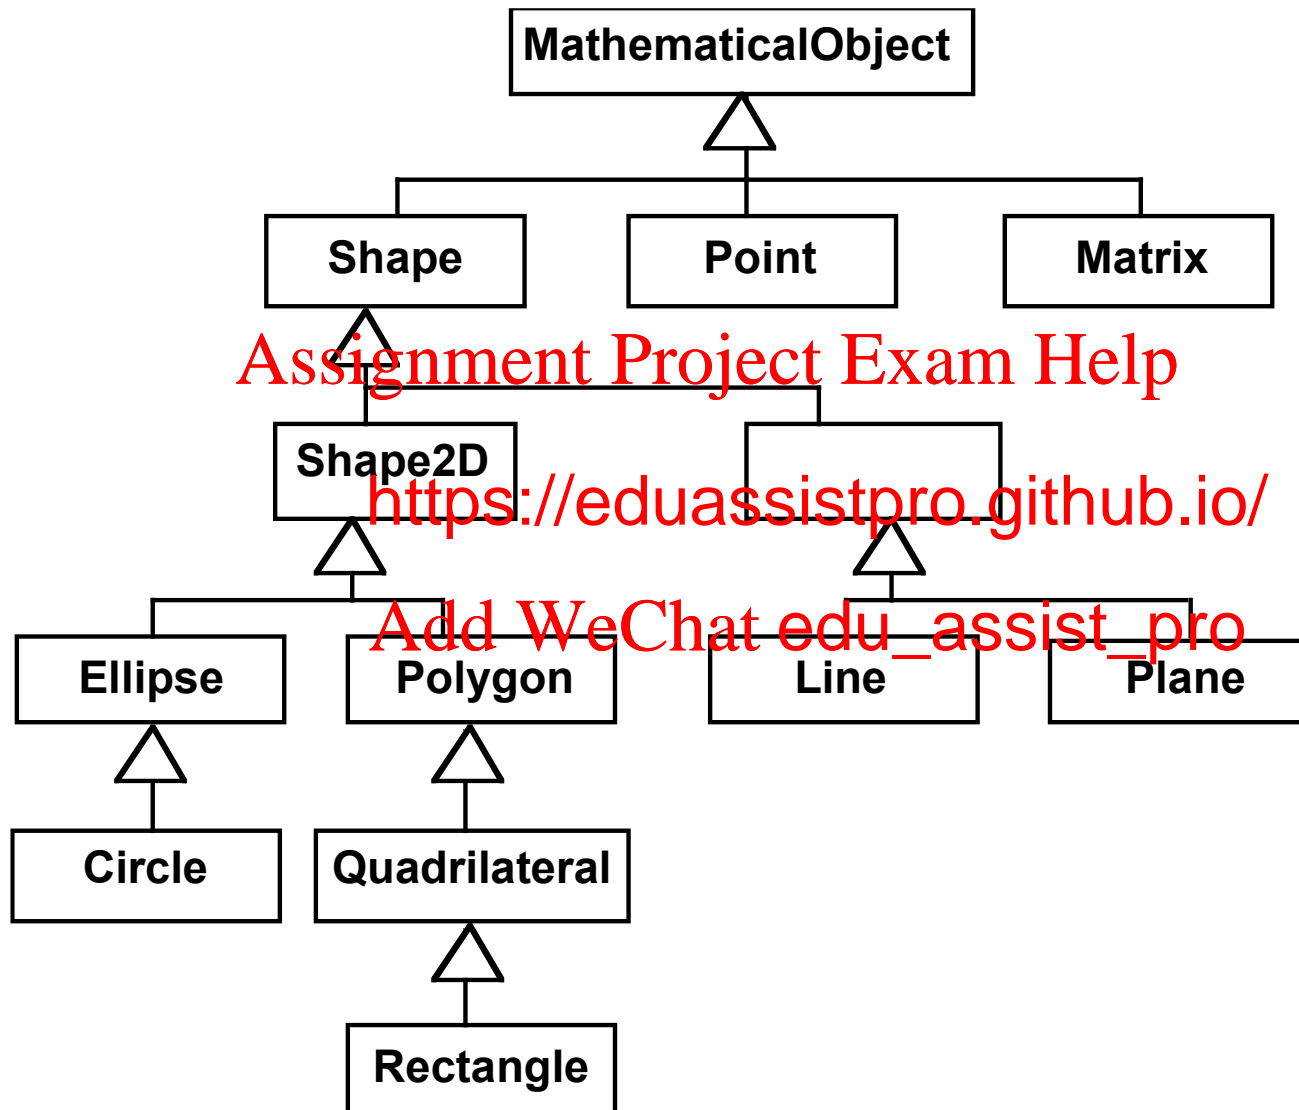 MathematicalObject
Shape Point Matrix
Assignment Project Exam Help
Shape2D
https://eduassistpro.github.io/
Add WeChat edu_assist_pro
Ellipse Polygon Line Plane
Circle Quadrilateral
Rectangle